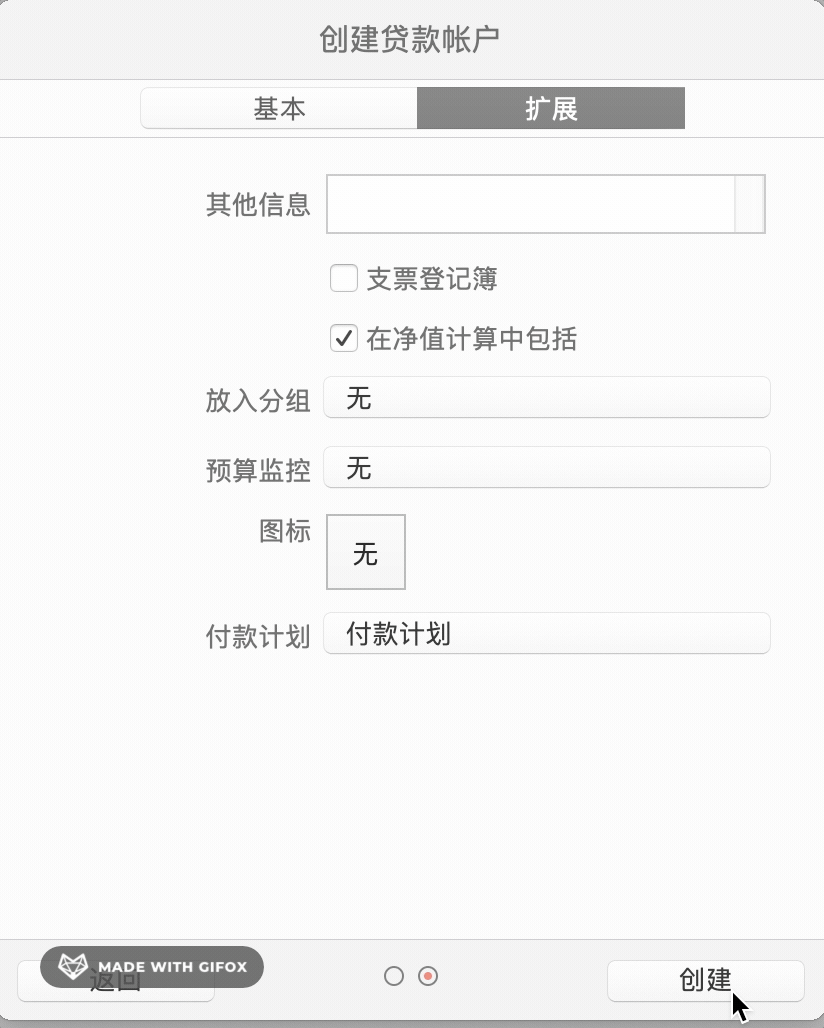 创建贷款帐户
基本 扩展
其他信息
支票登记簿
在净值计算中包括
放入分组 无
预算监控 无
图标 无
付款计划 付款计划
MADE WITH GIFOX
返回 创建